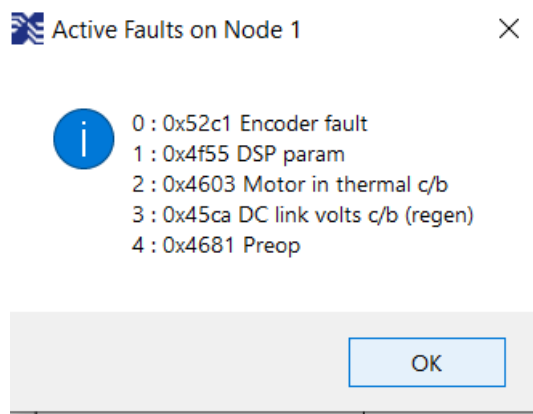 Active Faults on Node 1
0 : 0x52c1 Encoder fault
1 : 0x4f55 DSP param
2 : 0x4603 Motor in thermal c/b
3 : 0x45ca DC link volts c/b (regen)
4 : 0x4681 Preop
OK